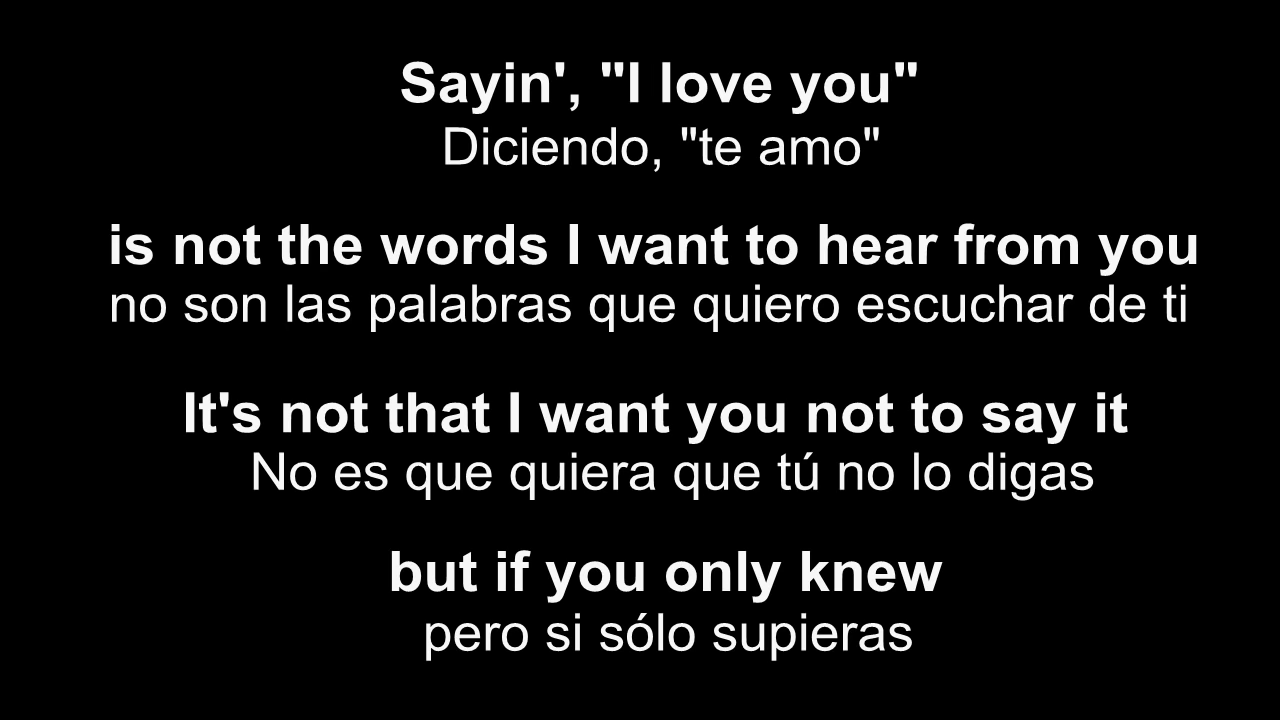 Sayin', "I love you"
Diciendo, "te amo"
is not the words I want to hear from you
no son las palabras que quiero escuchar de ti
It's not that I want you not to say it
No es que quiera que tú no lo digas
but if you only knew
pero si sólo supieras